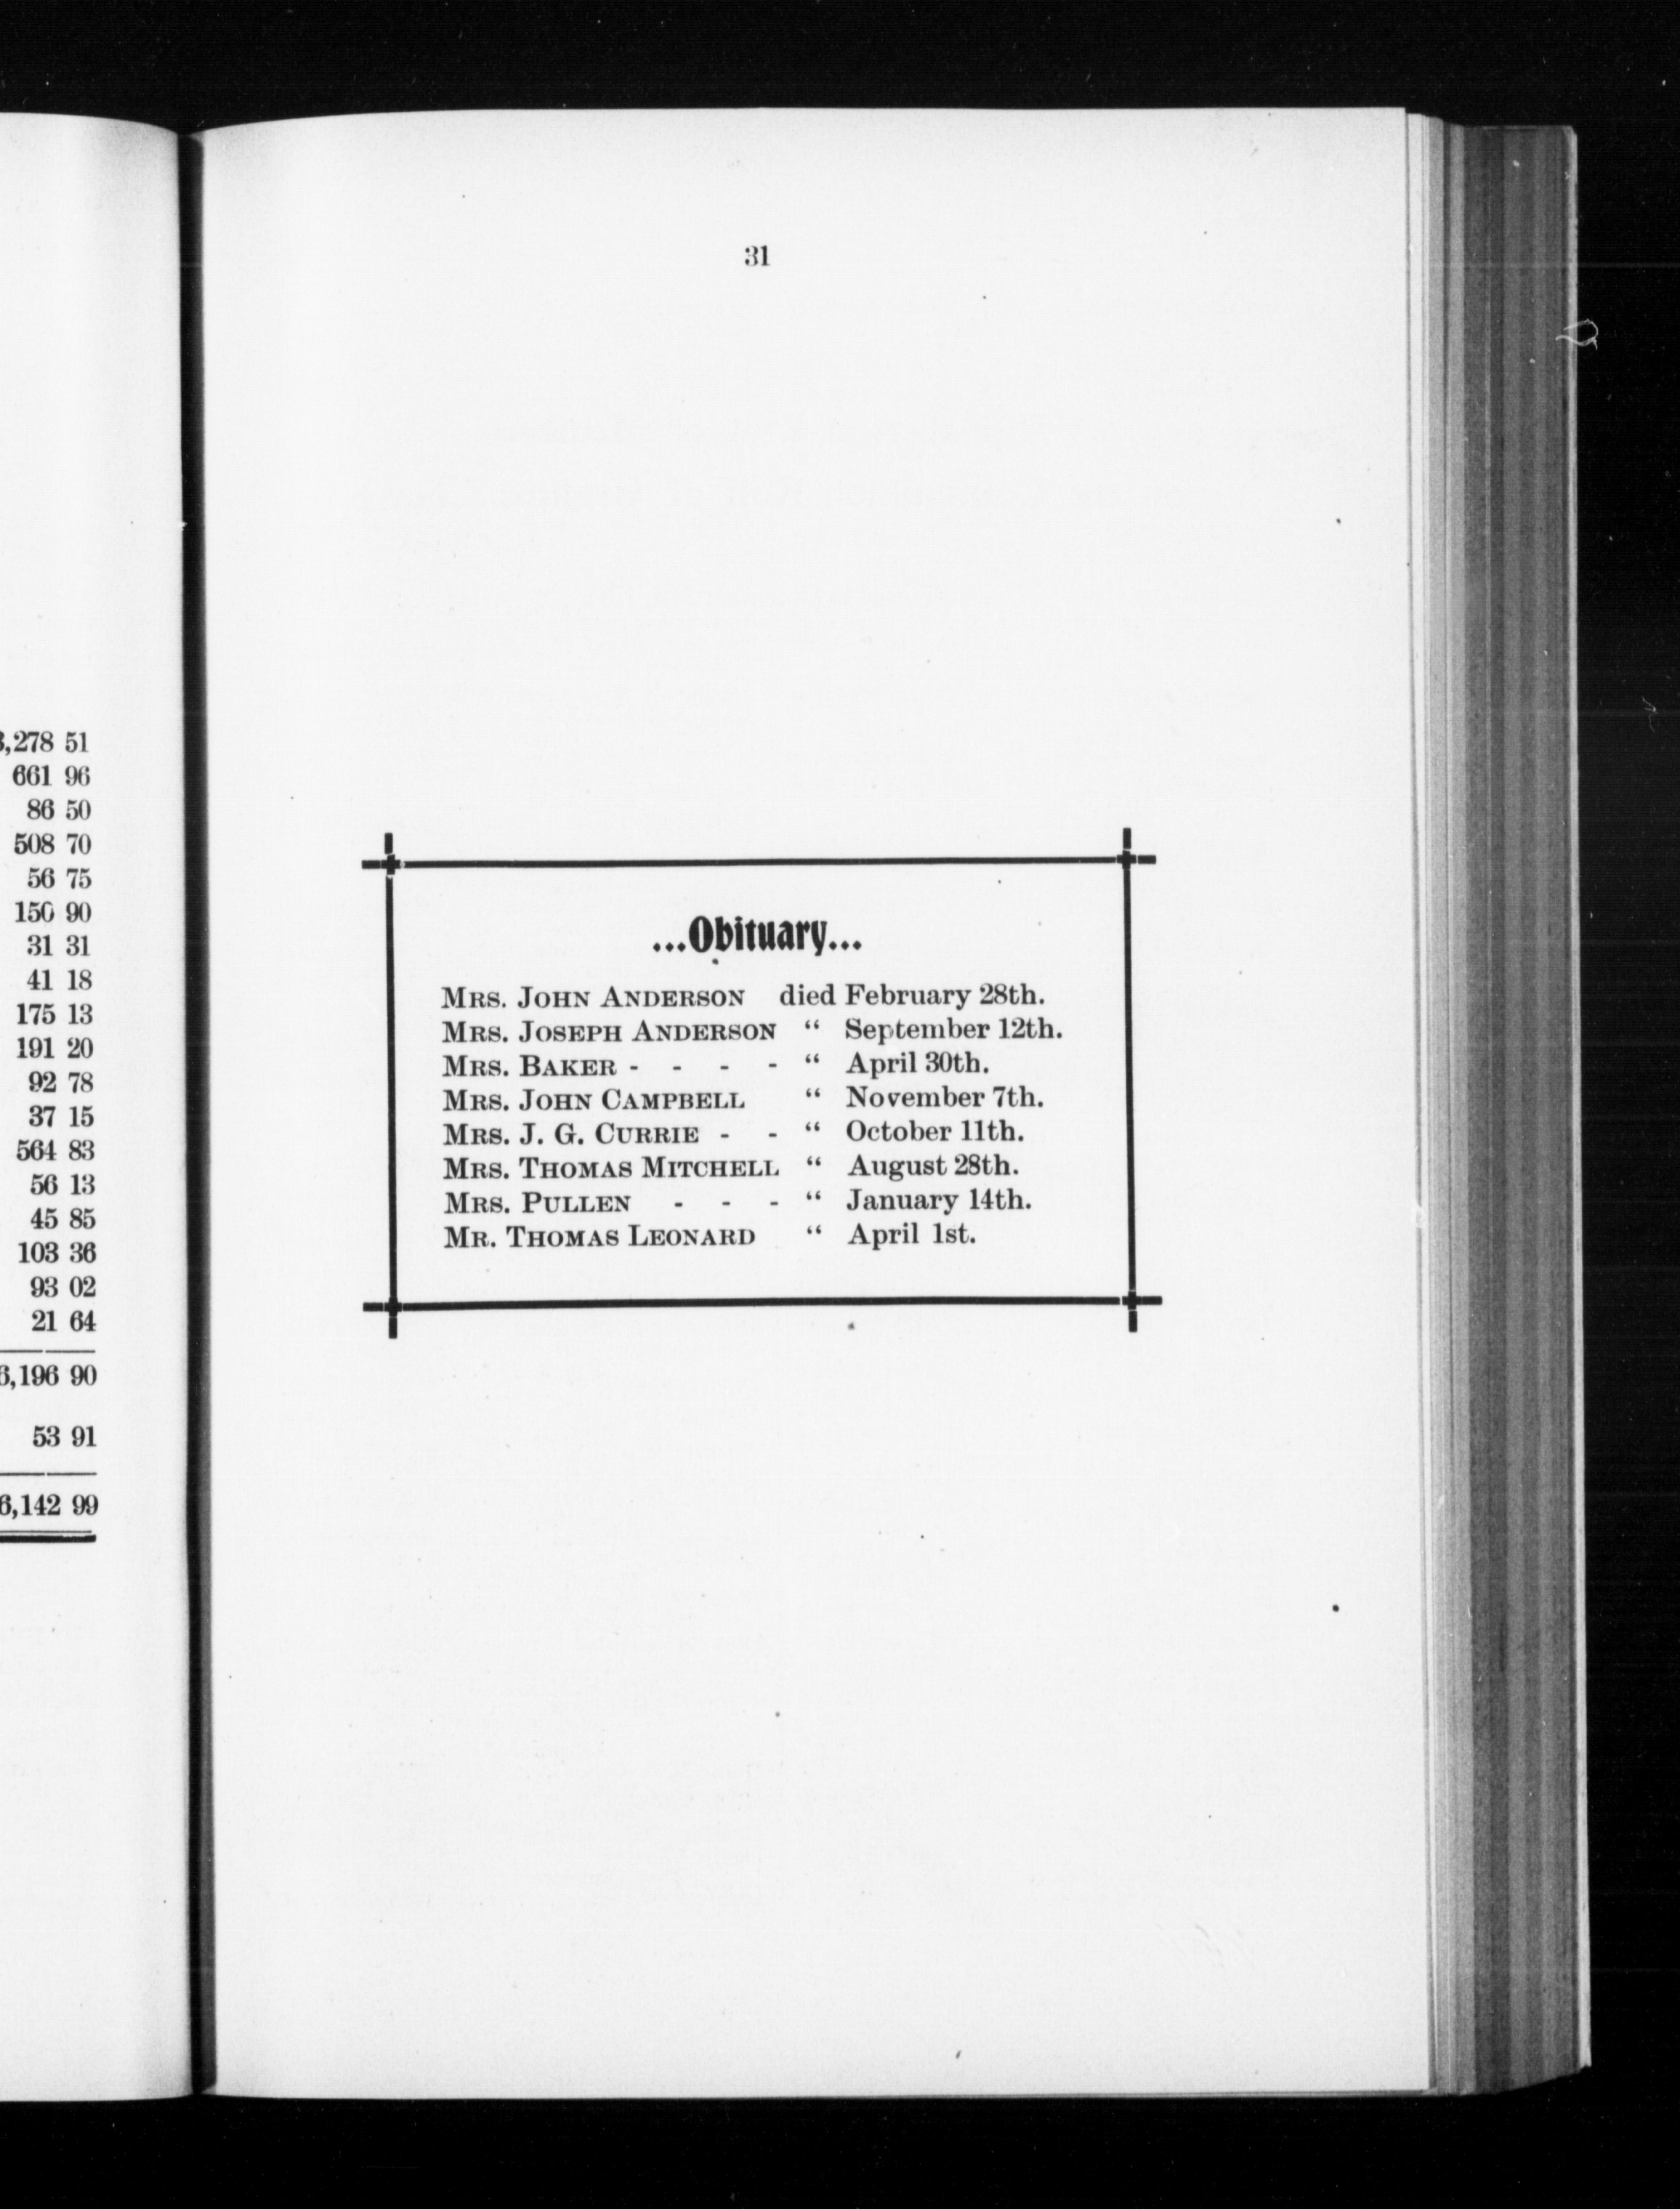 278 51
661 96
86 50
508 70
56 75
150 90
31 31
41 18
175 13
191 20
92 78
37 15
564 83
56 13
45 85
103 36
93 02
21 64
6,196 90
53 91
6,142 99
31
...Obituary...
MRS. JOHN ANDERSON died February 28th.
MRS. JOSEPH ANDERSON “ September 12th.
MRS. BAKER - - - - “ April 30th.
MRS. JOHN CAMPBELL “ November 7th.
MRS. J. G. CURRIE - - “ October 11th.
MRS. THOMAS MITCHELL “ August 28th.
MRS. PULLEN - - - “ January 14th.
MR. THOMAS LEONARD “ April 1st.